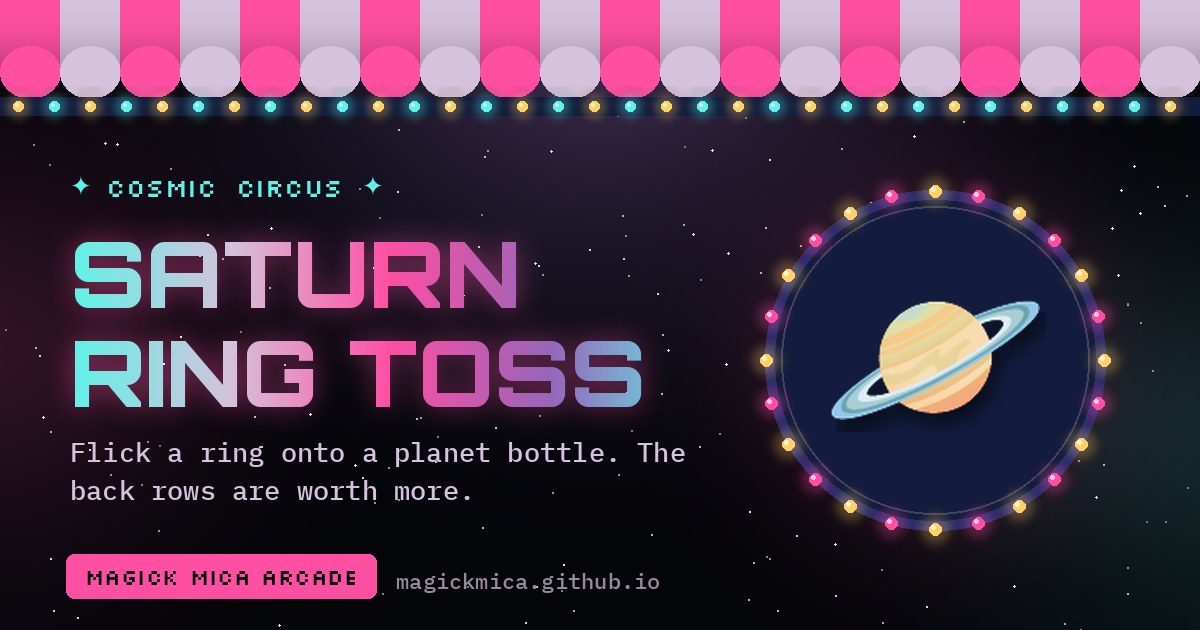 ✦ COSMIC CIRCUS ✦
SATURN
RING TOSS
Flick a ring onto a planet bottle. The
back rows are worth more.
MAGICK MICA ARCADE
magickmica.github.io